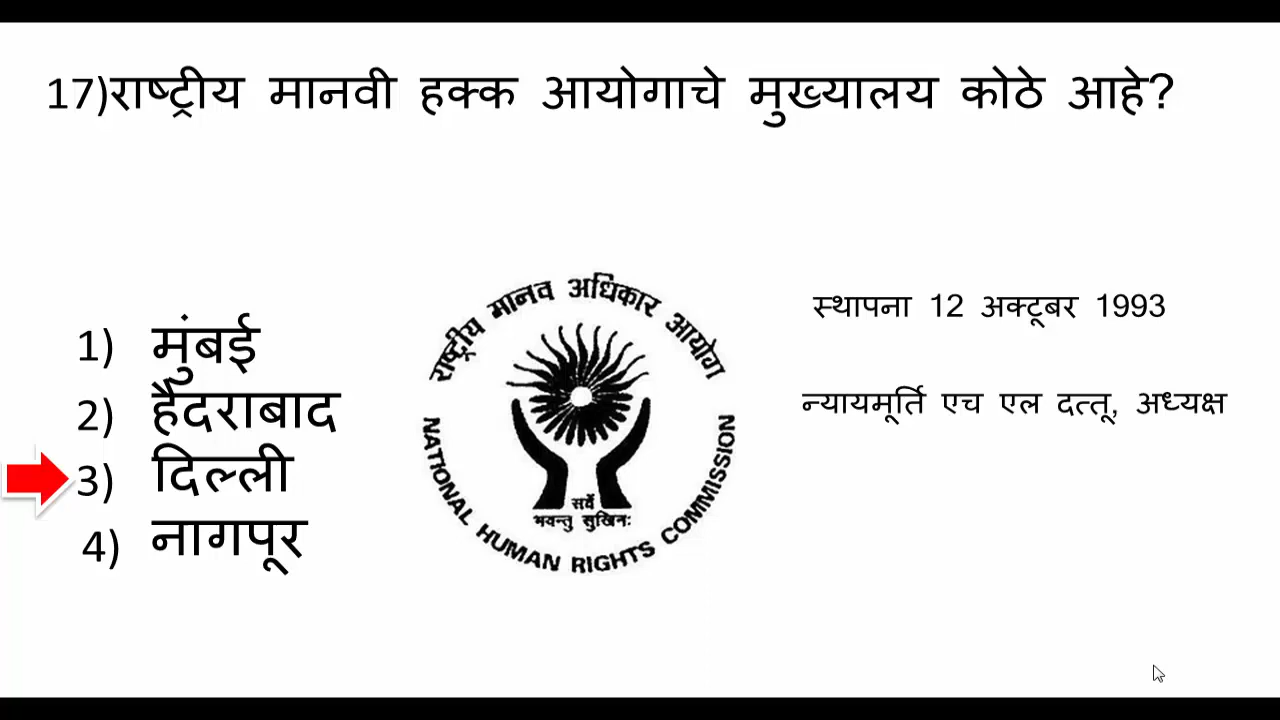 17)राष्ट्रीय मानवी हक्क आयोगाचे मुख्यालय कोठे आहे?
1) मुंबई
2) हैदराबाद
3) दिल्ली
4) नागपूर
राष्ट्रीय मानव अधिकार आयोग
सर्वे
भवन्तु सुखिनः
NATIONAL HUMAN RIGHTS COMMISSION
स्थापना 12 अक्टूबर 1993
न्यायमूर्ति एच एल दत्तू, अध्यक्ष